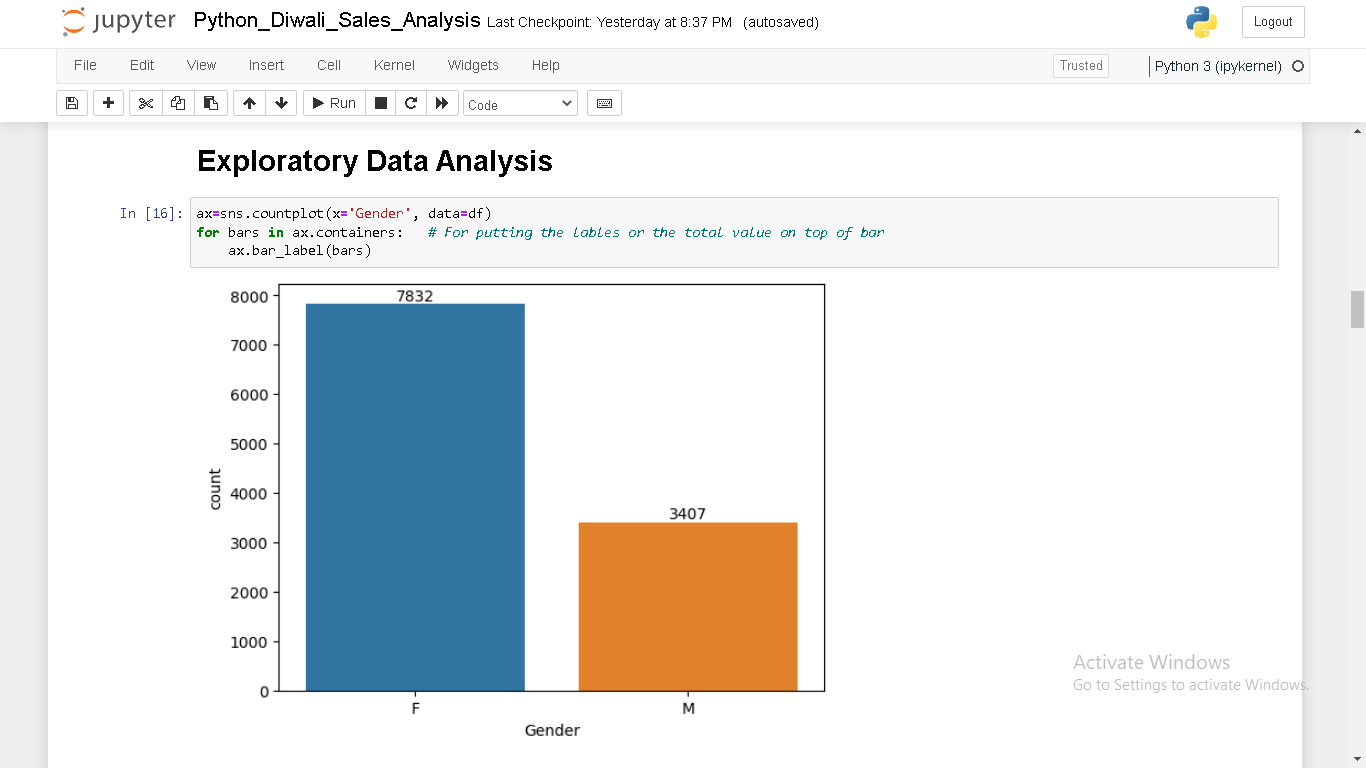 jupyter Python_Diwali_Sales_Analysis Last Checkpoint: Yesterday at 8:37 PM (autosaved)
Logout
File Edit View Insert Cell Kernel Widgets Help
Trusted
Python 3 (ipykernel)
Run
Code
Exploratory Data Analysis
In [16]:
ax=sns.countplot(x='Gender', data=df)
for bars in ax.containers:   # For putting the lables or the total value on top of bar
    ax.bar_label(bars)
8000
7000
6000
5000
4000
3000
2000
1000
0
count
7832
3407
F
M
Gender
Activate Windows
Go to Settings to activate Windows.